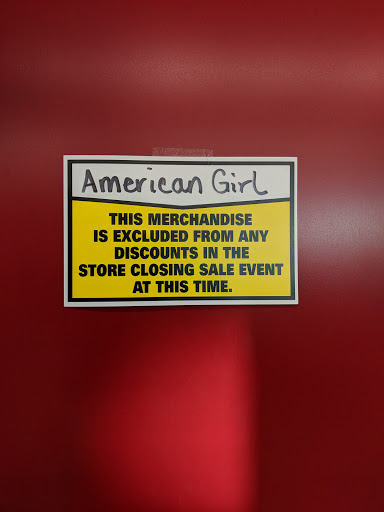 American Girl
THIS MERCHANDISE
IS EXCLUDED FROM ANY
DISCOUNTS IN THE
STORE CLOSING SALE EVENT
AT THIS TIME.